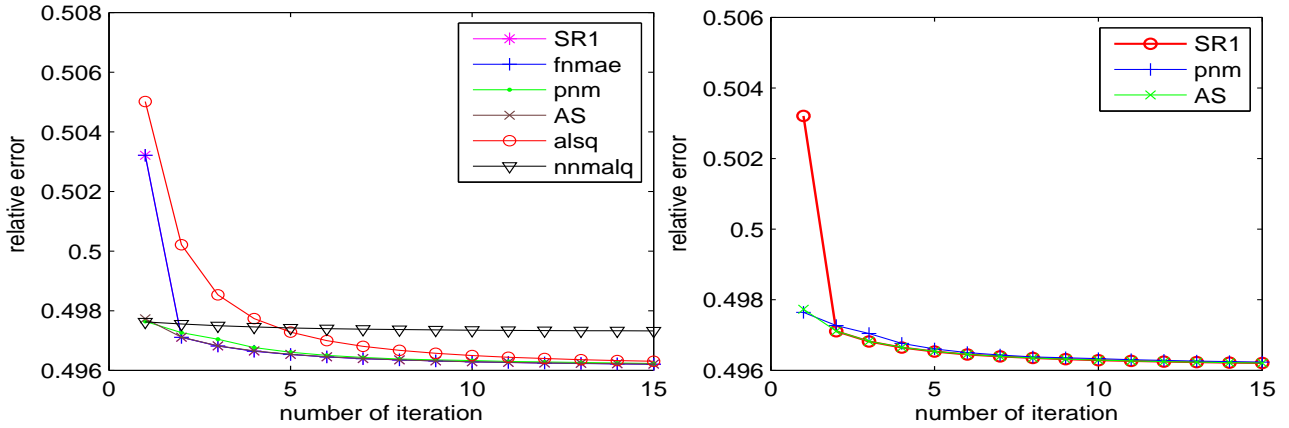 0.508
0.506
0.504
0.502
0.5
0.498
0.496
relative error
0
5
10
15
number of iteration
SR1
fnmae
pnm
AS
alsq
nnmalq
0.506
0.504
0.502
0.5
0.498
0.496
relative error
0
5
10
15
number of iteration
SR1
pnm
AS